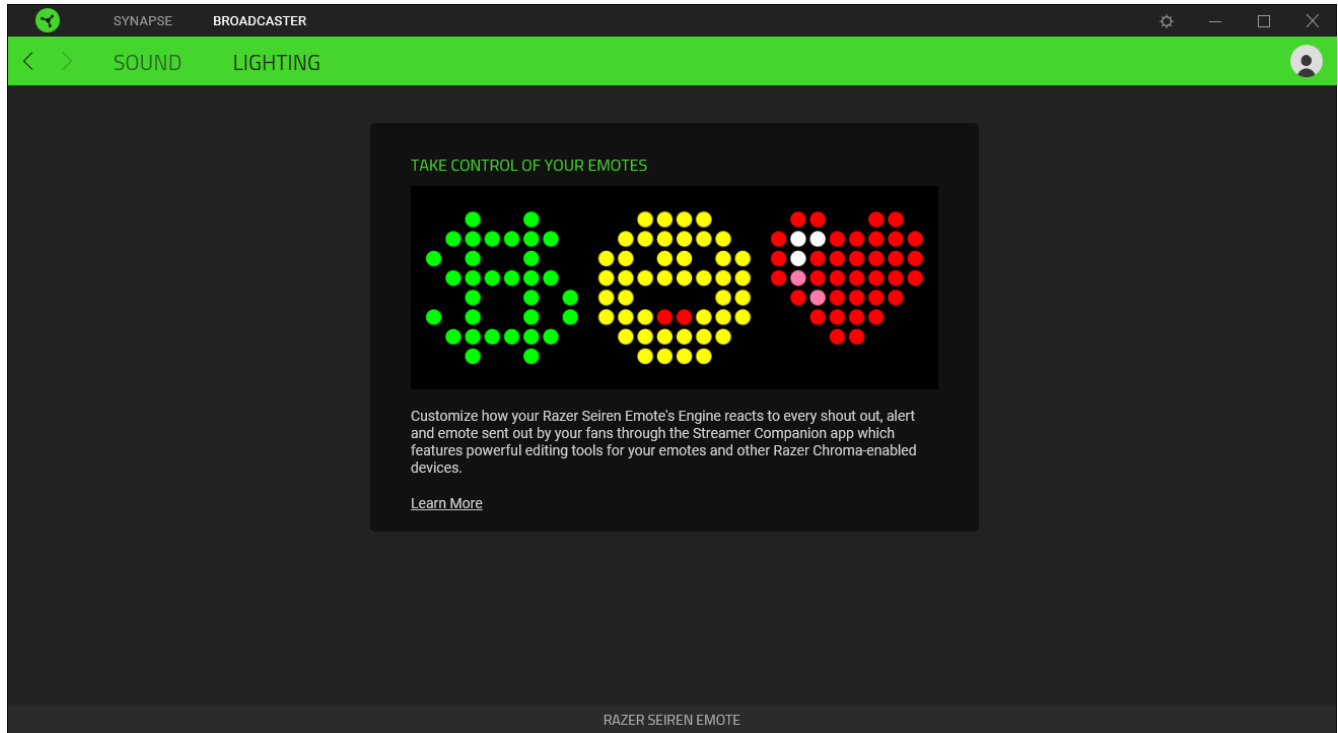 SYNAPSE BROADCASTER
SOUND LIGHTING
TAKE CONTROL OF YOUR EMOTES
Customize how your Razer Seiren Emote's Engine reacts to every shout out, alert
and emote sent out by your fans through the Streamer Companion app which
features powerful editing tools for your emotes and other Razer Chroma-enabled
devices.
Learn More
RAZER SEIREN EMOTE